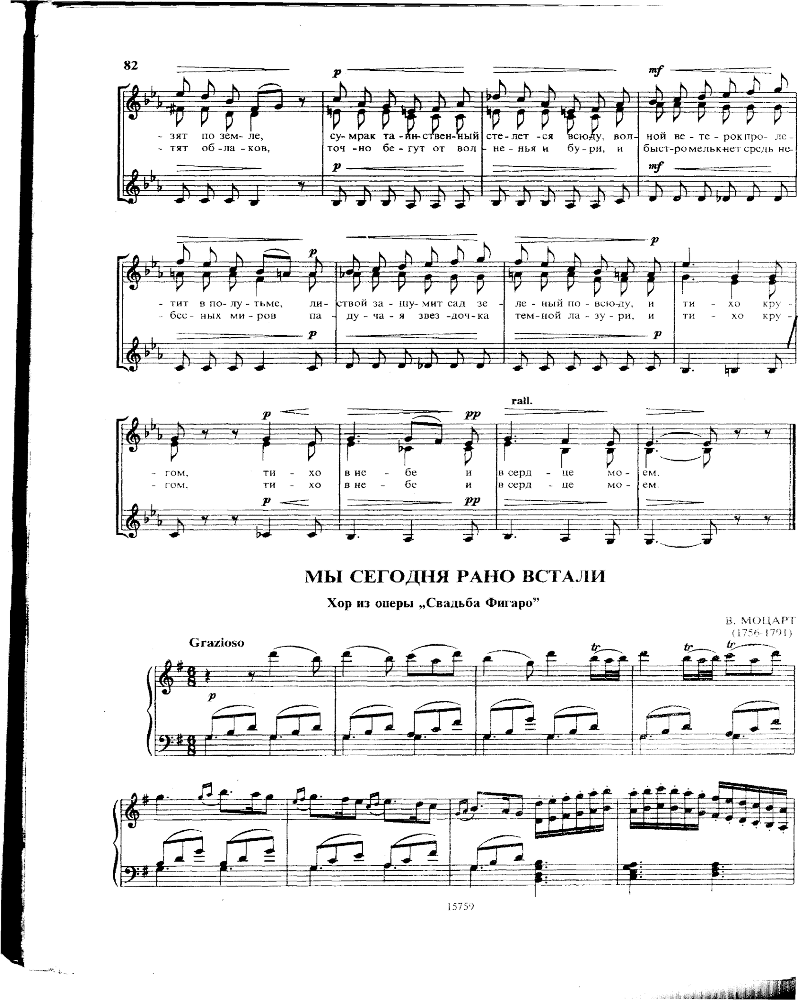 82
p mf
- зят по зем- ле, су- мрак та - ин- ствен- ный сте - лет - ся всю- ду, вол- ной ве - те - рок про- ле -
- тят об - ла - ков, точ - но бе - гут от вол - не - нья и бу - ри, и быст- ро мельк- нет средь не-
p mf
p p
- тит в по- лу - тьме, ли- ствой за - шу- мит сад зе - ле - ный по - всю- ду, и ти - хо кру -
- бес - ных ми - ров па - ду - ча - я звез - доч - ка тем- ной ла - зу - ри, и ти - хо кру -
p p
rall.
p pp
- гом, ти - хо в не - бе и в серд - це мо - ем.
- гом, ти - хо в не - бе и в серд - це мо - ем.
p pp
МЫ СЕГОДНЯ РАНО ВСТАЛИ
Хор из оперы „Свадьба Фигаро”
В. МОЦАРТ
(1756-1791)
Grazioso
tr tr tr
6 8
p
6 8
15759